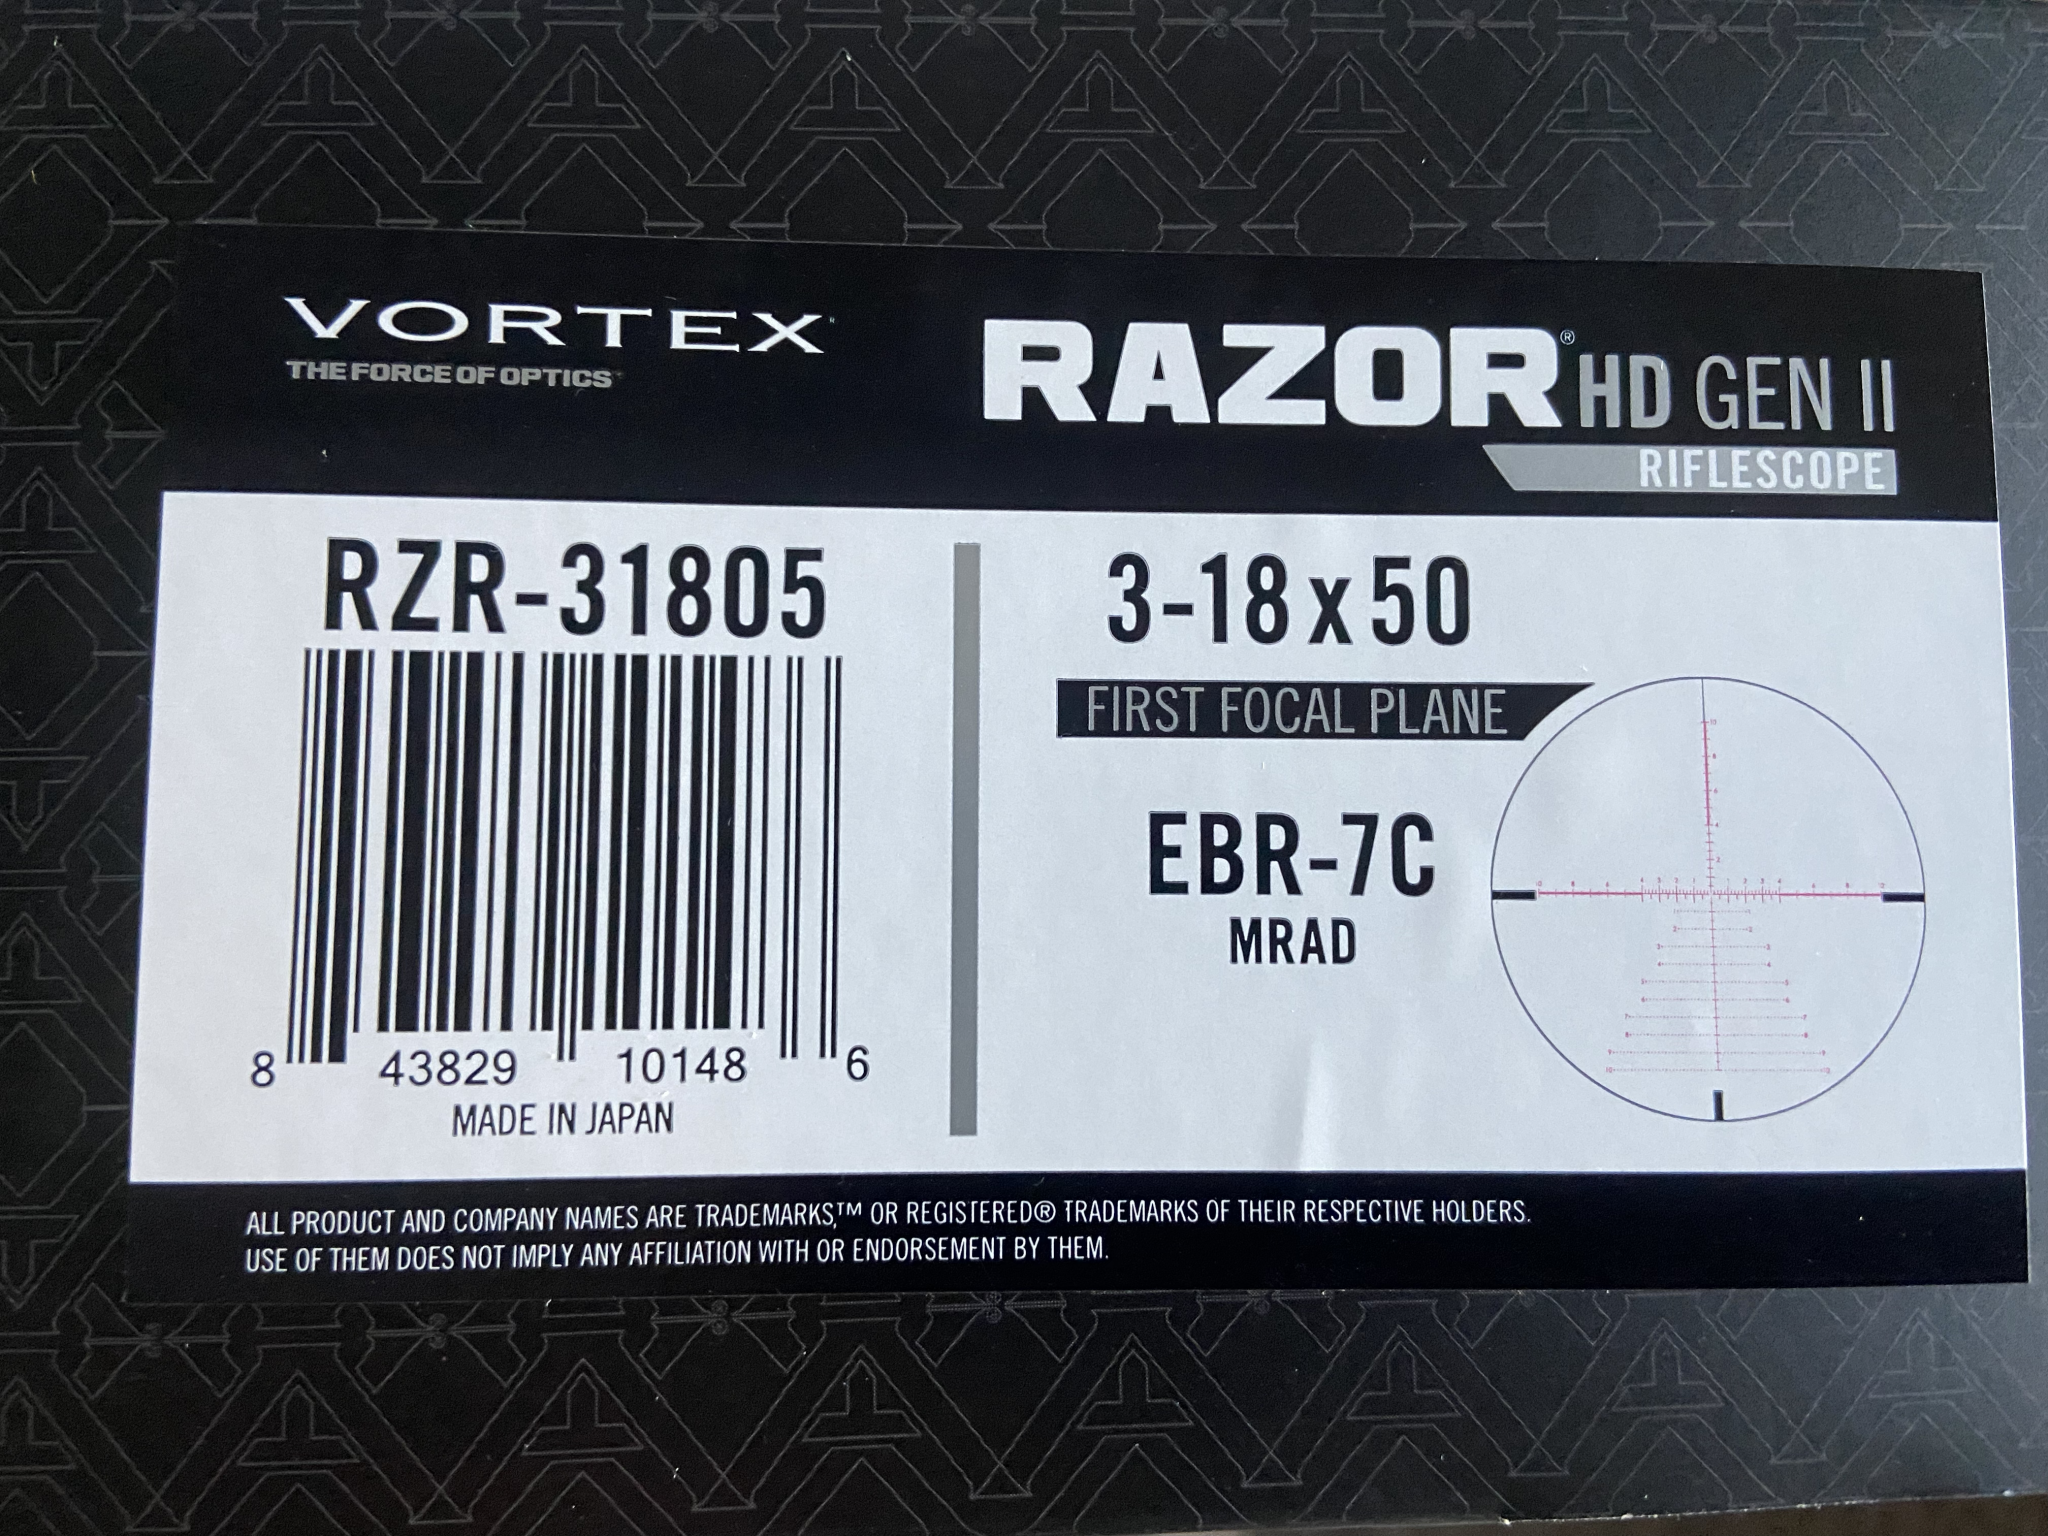 VORTEX®
THE FORCE OF OPTICS
RAZOR® HD GEN II
RIFLESCOPE
RZR-31805
8 43829 10148 6
MADE IN JAPAN
3-18x50
FIRST FOCAL PLANE
EBR-7C
MRAD
ALL PRODUCT AND COMPANY NAMES ARE TRADEMARKS,™ OR REGISTERED® TRADEMARKS OF THEIR RESPECTIVE HOLDERS.
USE OF THEM DOES NOT IMPLY ANY AFFILIATION WITH OR ENDORSEMENT BY THEM.